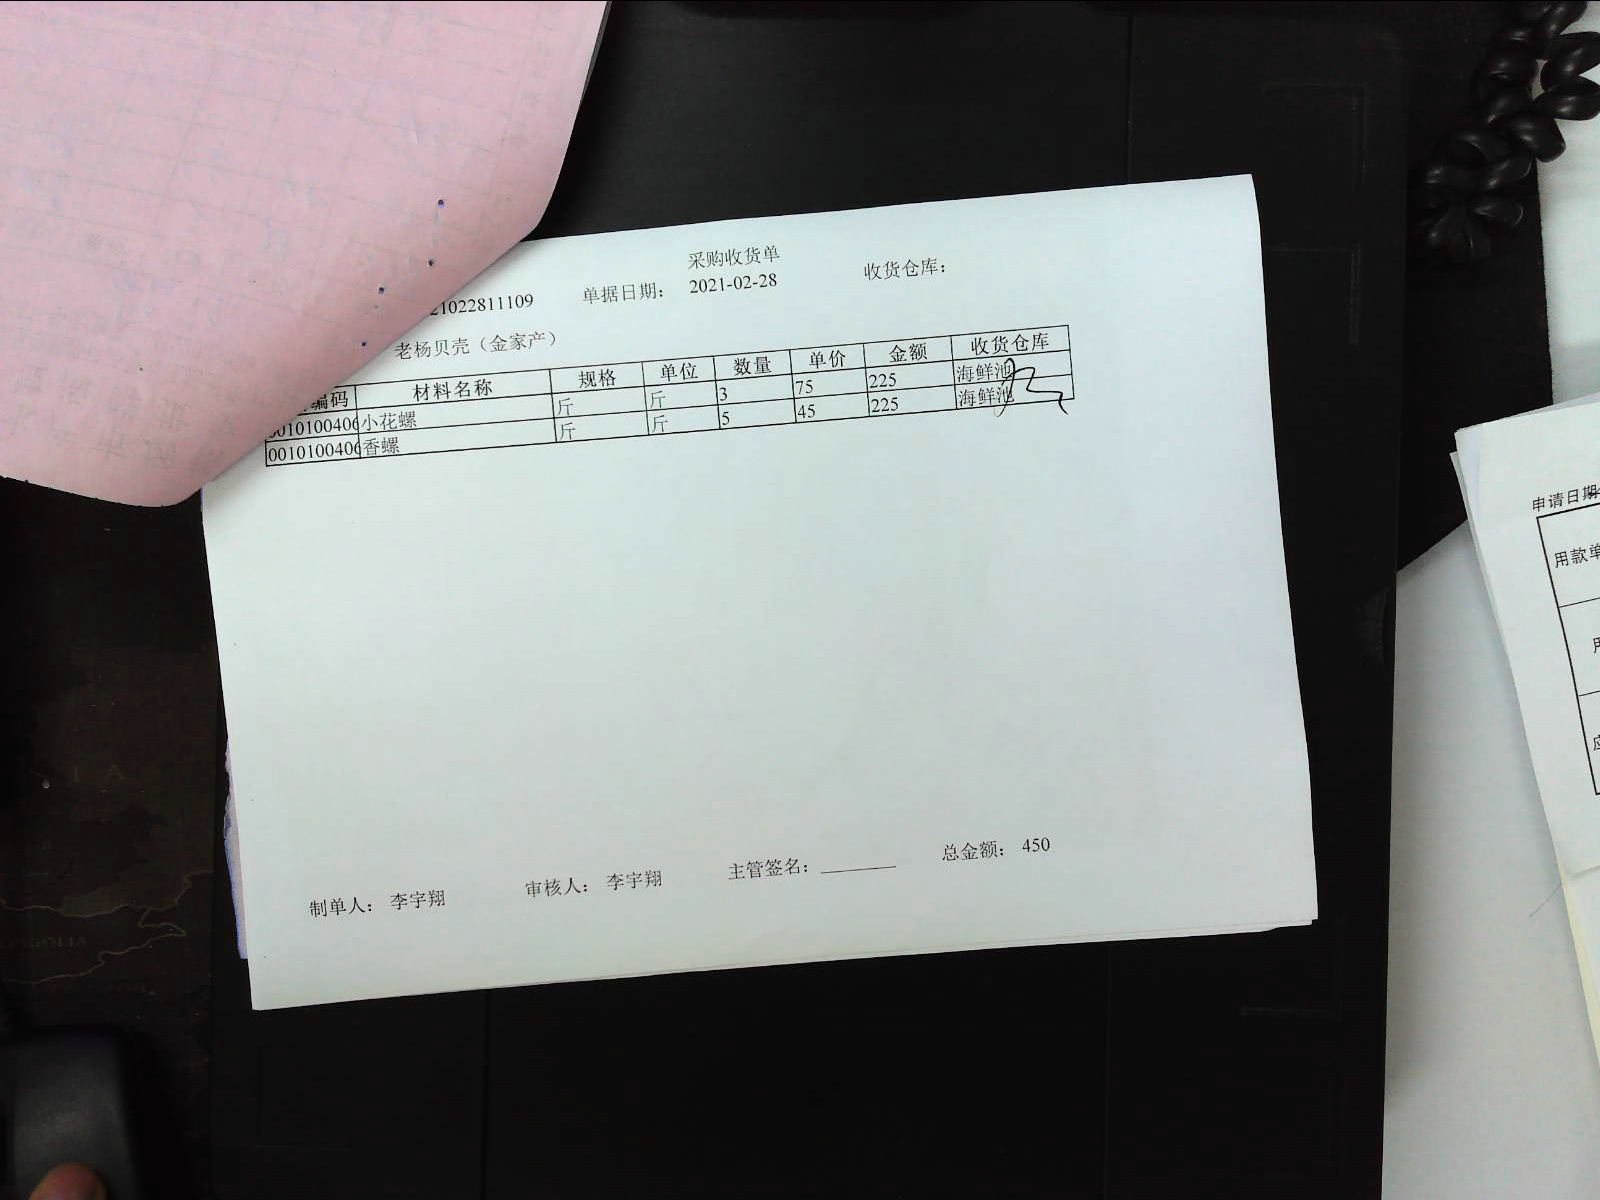 采购收货单
21022811109 单据日期： 2021-02-28 收货仓库：
老杨贝壳（金家产）
编码 材料名称 规格 单位 数量 单价 金额 收货仓库
0010100406 小花螺 斤 斤 3 75 225 海鲜池
0010100406 香螺 斤 斤 5 45 225 海鲜池
制单人： 李宇翔 审核人： 李宇翔 主管签名： 总金额： 450
申请日期
用款单